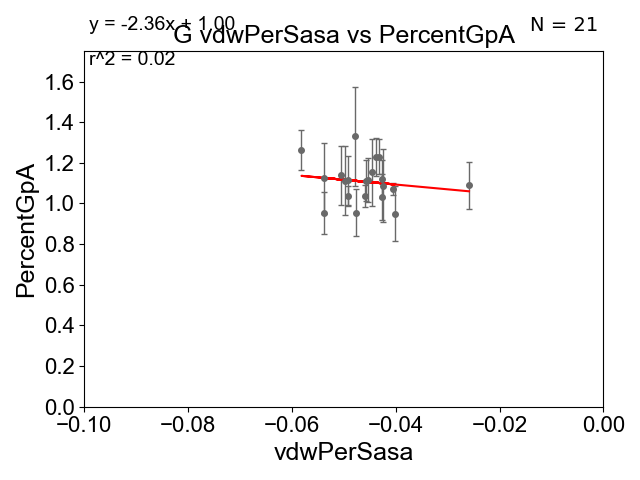 y = -2.36x + 1.00
N = 21
G vdwPerSasa vs PercentGpA
r^2 = 0.02
PercentGpA
1.6
1.4
1.2
1.0
0.8
0.6
0.4
0.2
0.0
−0.10
−0.08
−0.06
−0.04
−0.02
0.00
vdwPerSasa